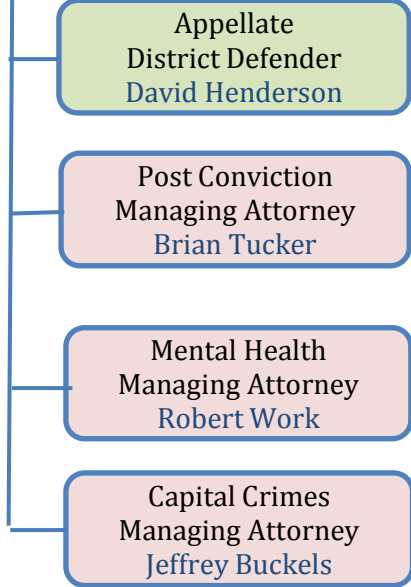 Appellate
District Defender
David Henderson
Post Conviction
Managing Attorney
Brian Tucker
Mental Health
Managing Attorney
Robert Work
Capital Crimes
Managing Attorney
Jeffrey Buckels